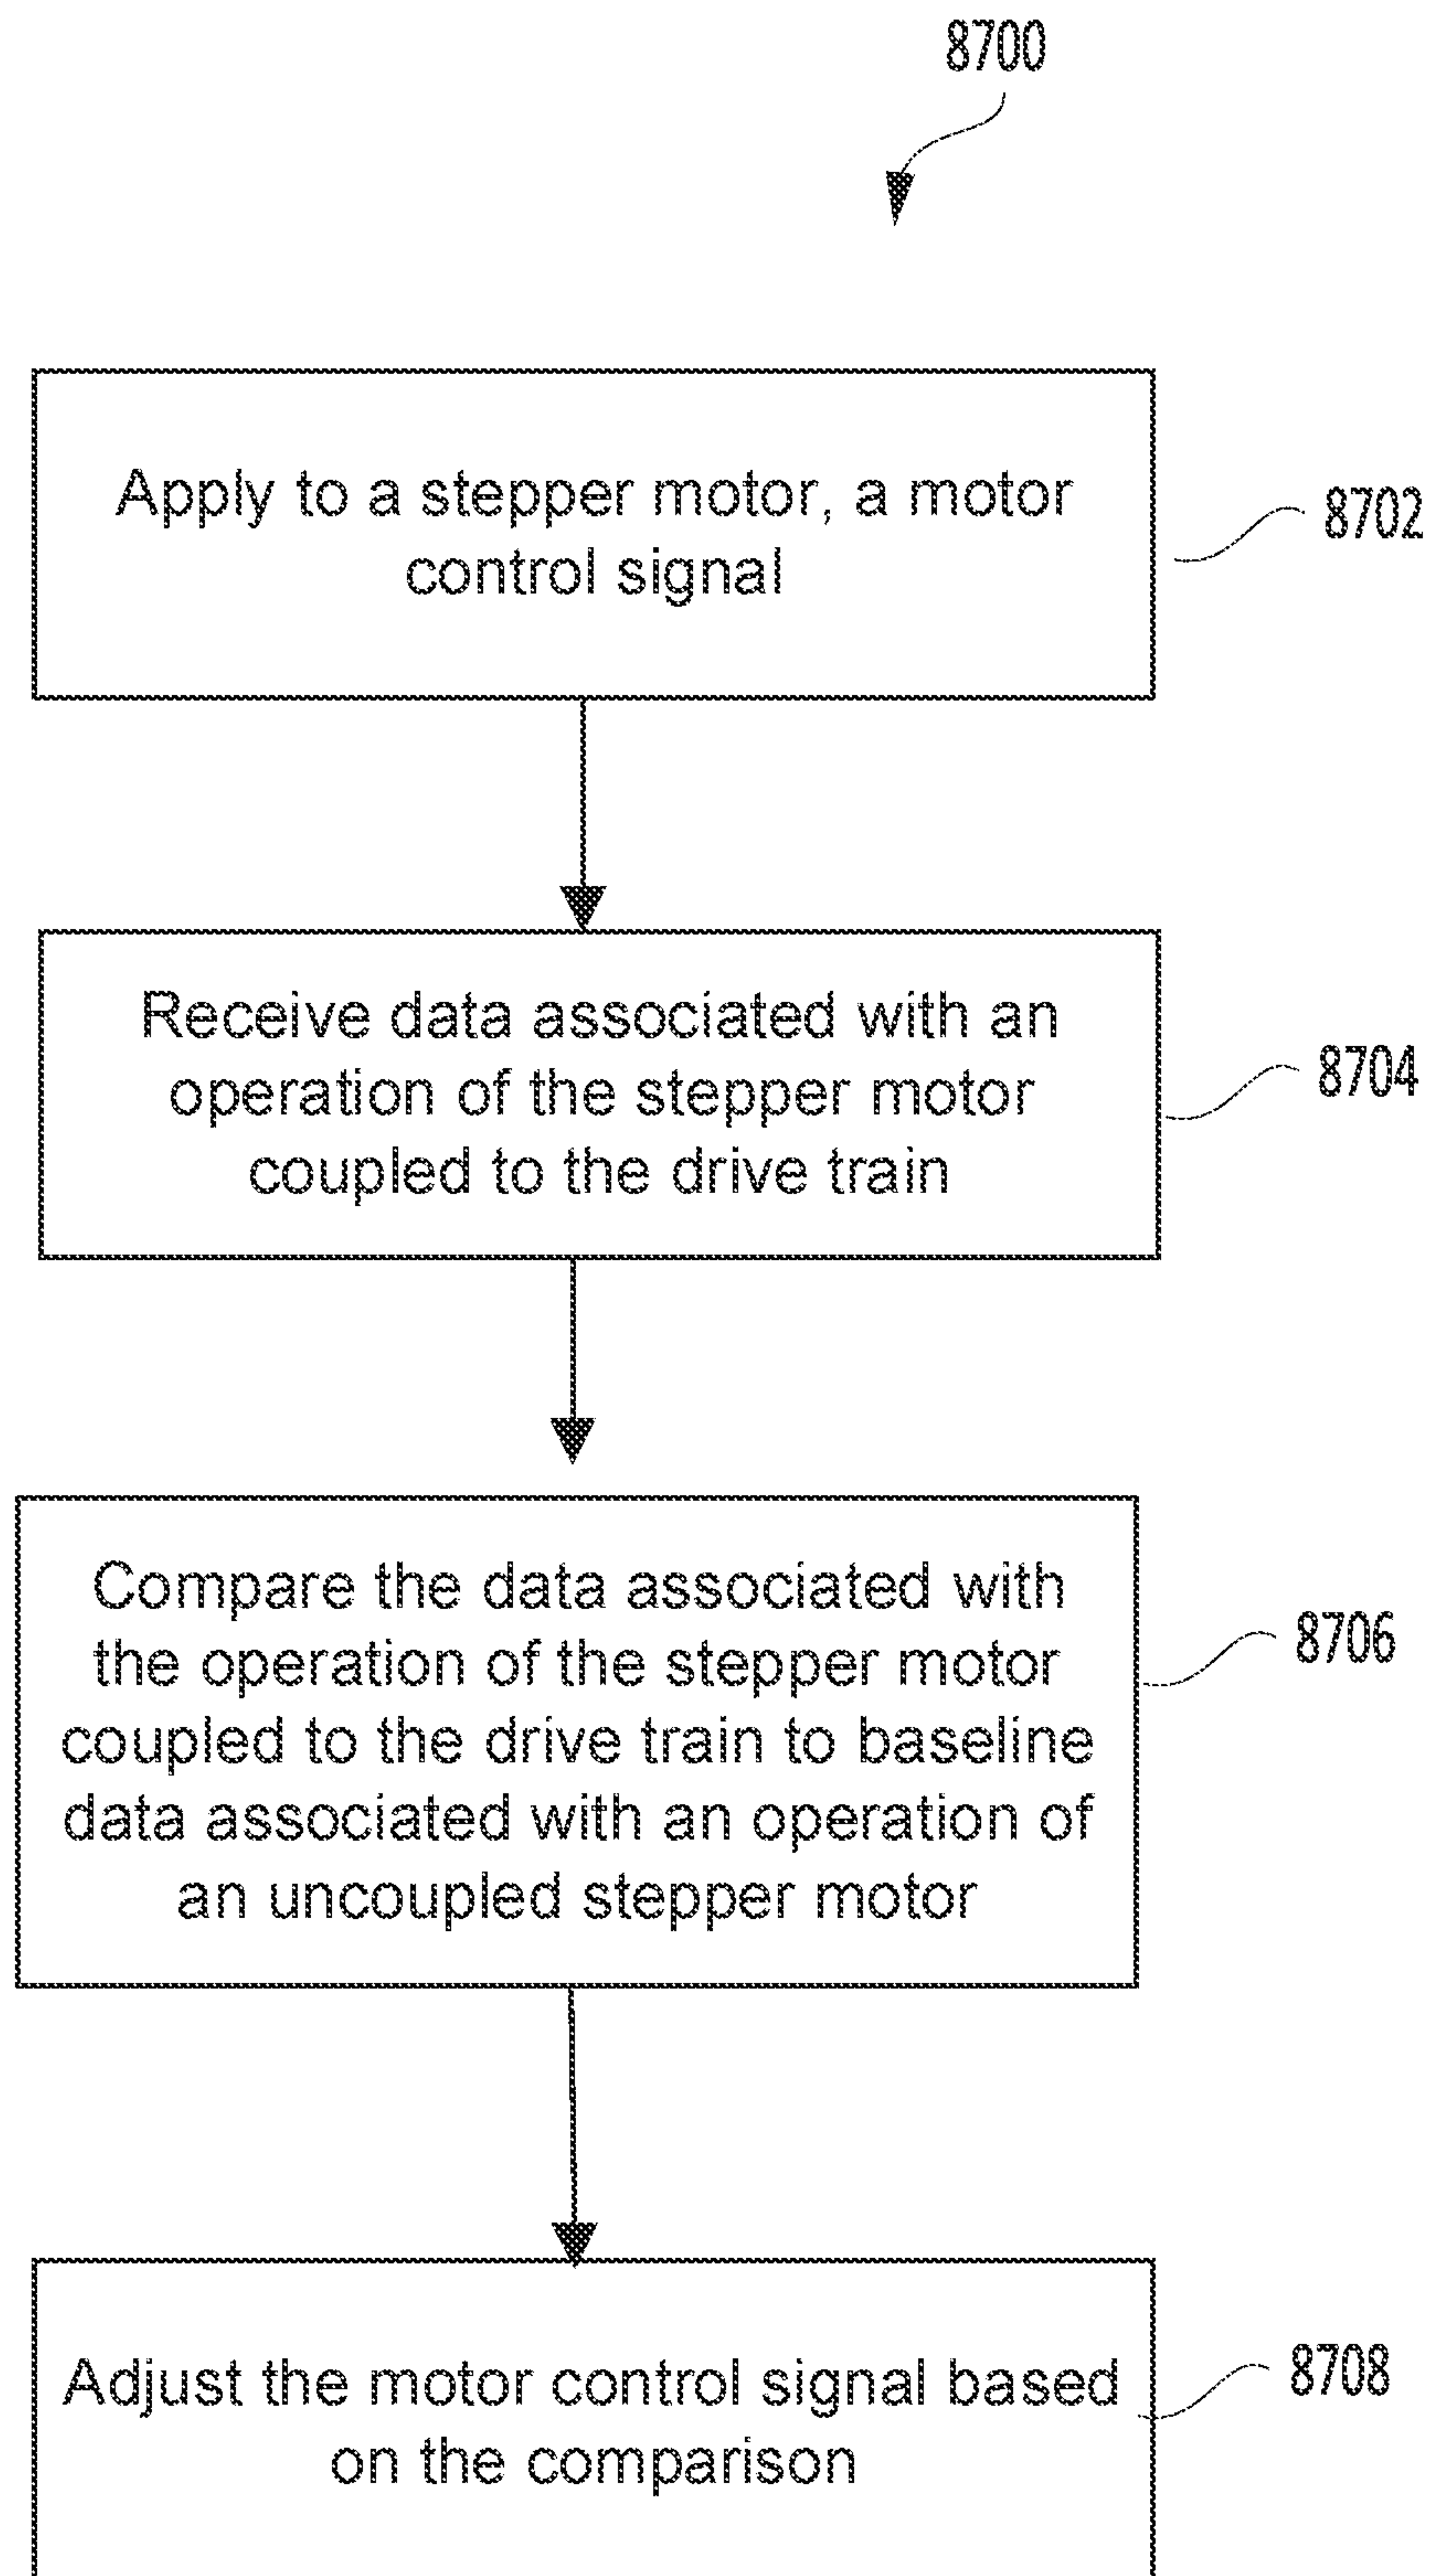 8700
Apply to a stepper motor, a motor
control signal
8702
Receive data associated with an
operation of the stepper motor
coupled to the drive train
8704
Compare the data associated with
the operation of the stepper motor
coupled to the drive train to baseline
data associated with an operation of
an uncoupled stepper motor
8706
Adjust the motor control signal based
on the comparison
8708